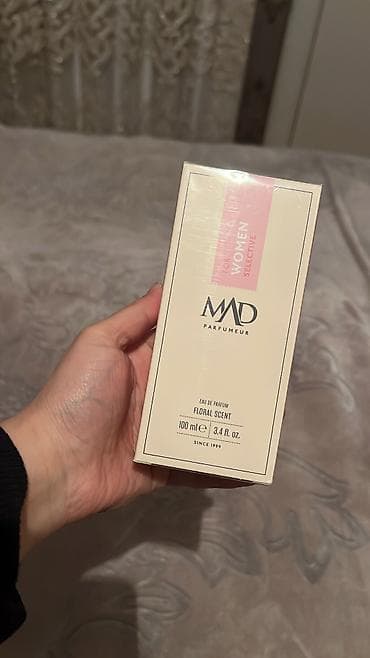 WOMEN
SELECTIVE
MAD
PARFUMEUR
EAU DE PARFUM
FLORAL SCENT
100 ml℮ 3.4 fl. oz.
SINCE 1999